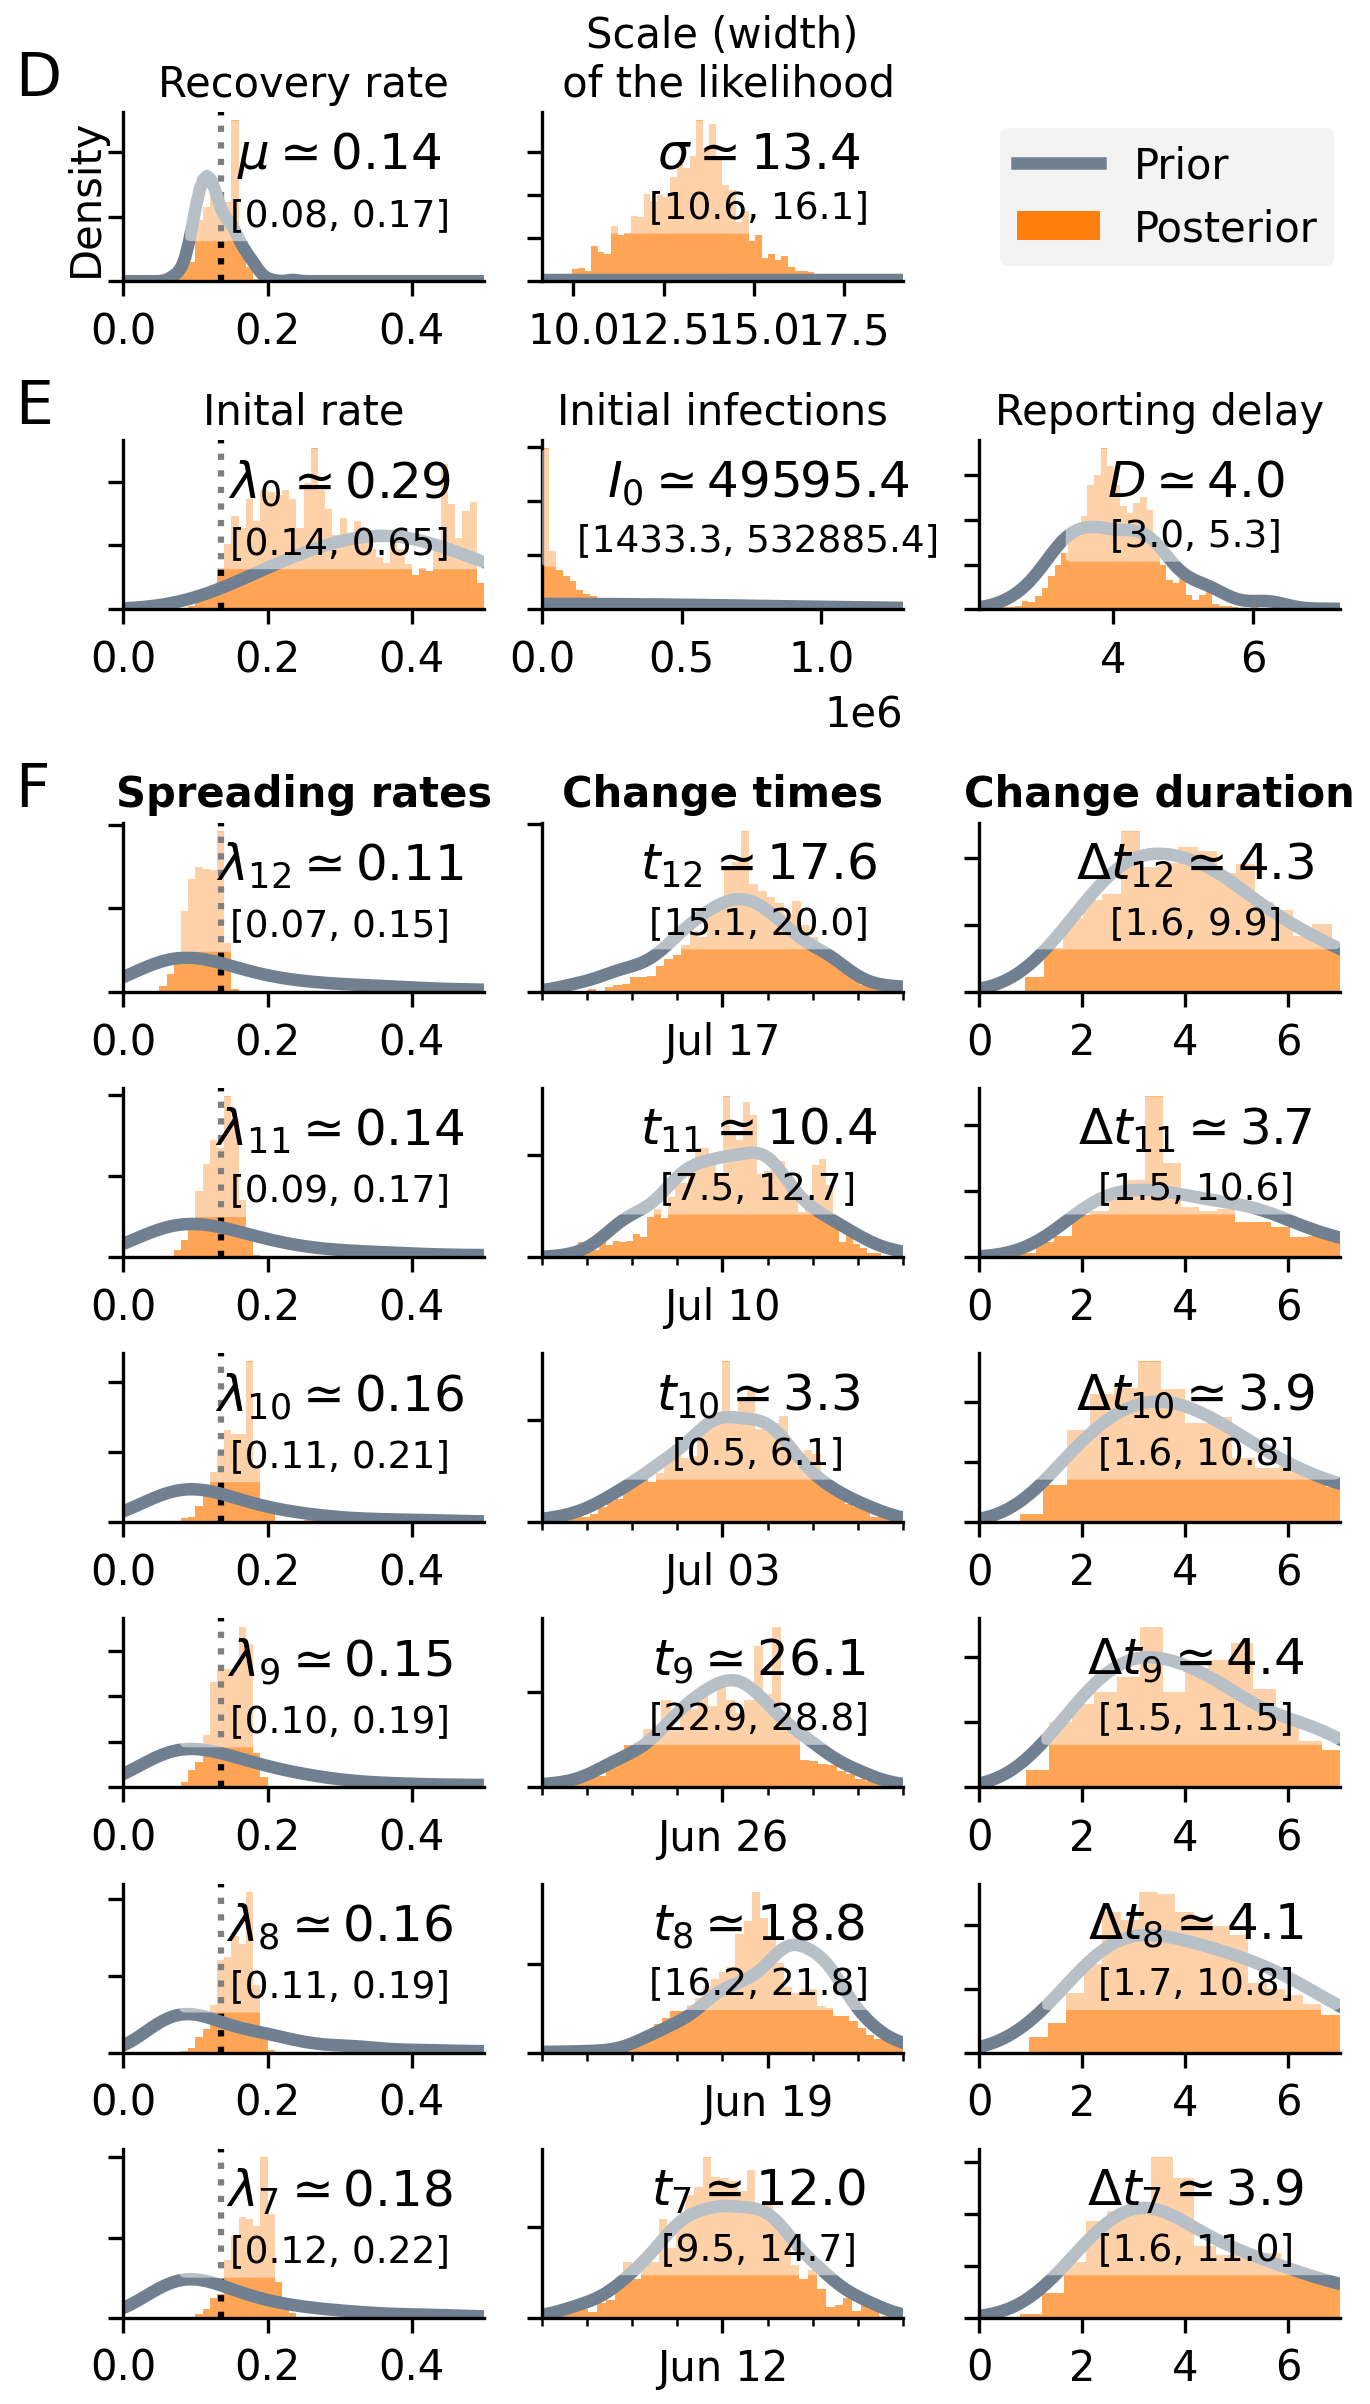 D
Recovery rate
Density
μ ≃ 0.14
[0.08, 0.17]
0.0 0.2 0.4
Scale (width)
of the likelihood
σ ≃ 13.4
[10.6, 16.1]
10.0 12.5 15.0 17.5
Prior
Posterior
E
Inital rate
λ0 ≃ 0.29
[0.14, 0.65]
0.0 0.2 0.4
Initial infections
I0 ≃ 49595.4
[1433.3, 532885.4]
0.0 0.5 1.0
1e6
Reporting delay
D ≃ 4.0
[3.0, 5.3]
4 6
F
Spreading rates
Change times
Change duration
λ12 ≃ 0.11
[0.07, 0.15]
0.0 0.2 0.4
t12 ≃ 17.6
[15.1, 20.0]
Jul 17
Δt12 ≃ 4.3
[1.6, 9.9]
0 2 4 6
λ11 ≃ 0.14
[0.09, 0.17]
0.0 0.2 0.4
t11 ≃ 10.4
[7.5, 12.7]
Jul 10
Δt11 ≃ 3.7
[1.5, 10.6]
0 2 4 6
λ10 ≃ 0.16
[0.11, 0.21]
0.0 0.2 0.4
t10 ≃ 3.3
[0.5, 6.1]
Jul 03
Δt10 ≃ 3.9
[1.6, 10.8]
0 2 4 6
λ9 ≃ 0.15
[0.10, 0.19]
0.0 0.2 0.4
t9 ≃ 26.1
[22.9, 28.8]
Jun 26
Δt9 ≃ 4.4
[1.5, 11.5]
0 2 4 6
λ8 ≃ 0.16
[0.11, 0.19]
0.0 0.2 0.4
t8 ≃ 18.8
[16.2, 21.8]
Jun 19
Δt8 ≃ 4.1
[1.7, 10.8]
0 2 4 6
λ7 ≃ 0.18
[0.12, 0.22]
0.0 0.2 0.4
t7 ≃ 12.0
[9.5, 14.7]
Jun 12
Δt7 ≃ 3.9
[1.6, 11.0]
0 2 4 6